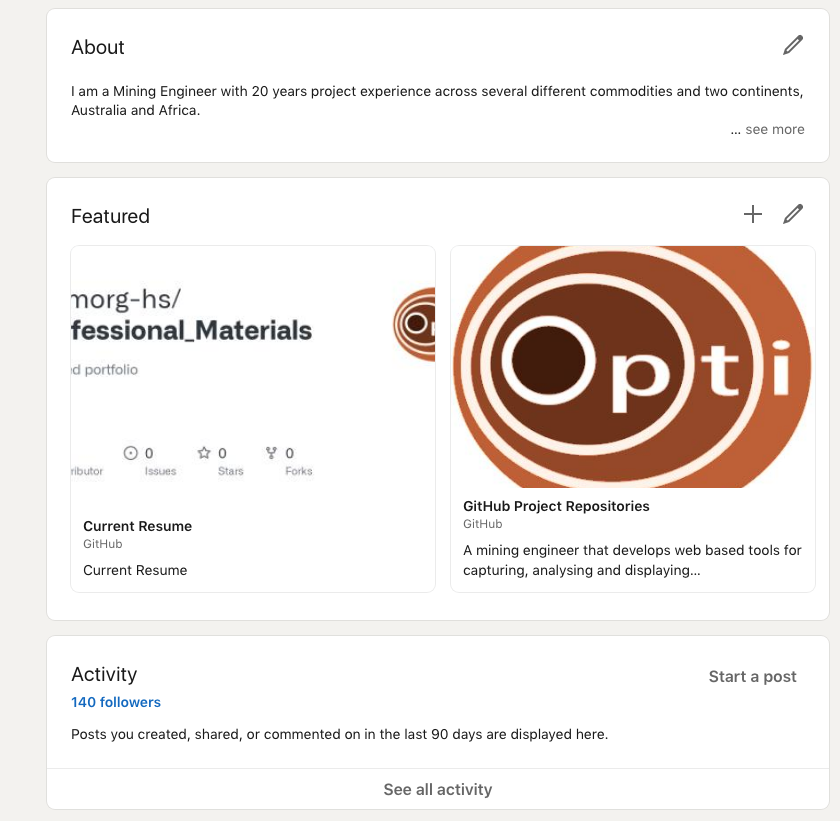 About
I am a Mining Engineer with 20 years project experience across several different commodities and two continents,
Australia and Africa.
... see more
Featured
morg-hs/
fessional_Materials
d portfolio
0
0
0
ributor
Issues
Stars
Forks
Current Resume
GitHub
Current Resume
Opti
GitHub Project Repositories
GitHub
A mining engineer that develops web based tools for
capturing, analysing and displaying...
Activity
Start a post
140 followers
Posts you created, shared, or commented on in the last 90 days are displayed here.
See all activity